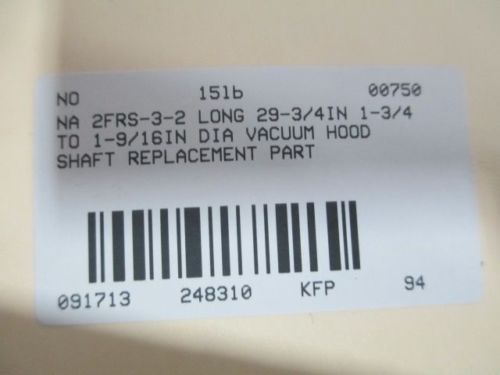 NO 15lb 00750
NA 2FRS-3-2 LONG 29-3/4IN 1-3/4
TO 1-9/16IN DIA VACUUM HOOD
SHAFT REPLACEMENT PART
091713 248310 KFP 94